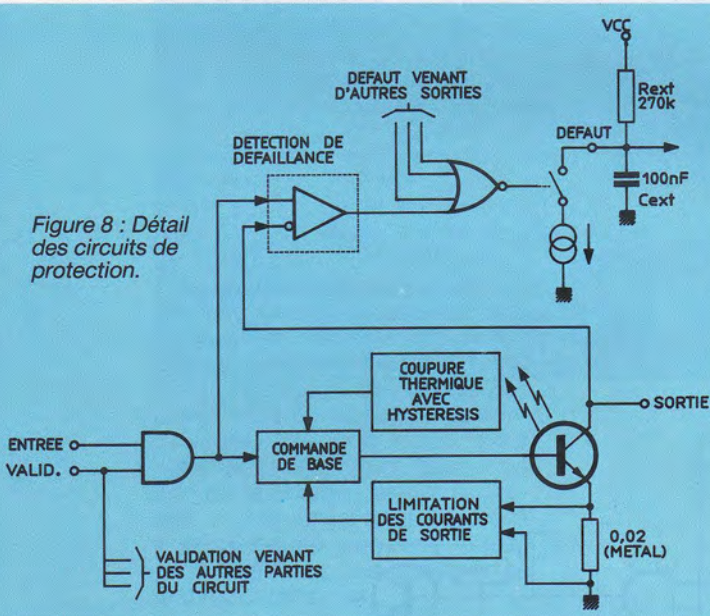 VCC
Rext
270k
DEFAUT VENANT
D'AUTRES SORTIES
DEFAUT
DETECTION DE
DEFAILLANCE
100nF
Cext
Figure 8 : Détail
des circuits de
protection.
COUPURE
THERMIQUE
AVEC
HYSTERESIS
SORTIE
ENTREE
VALID.
COMMANDE
DE BASE
LIMITATION
DES COURANTS
DE SORTIE
0,02
(METAL)
VALIDATION VENANT
DES AUTRES PARTIES
DU CIRCUIT